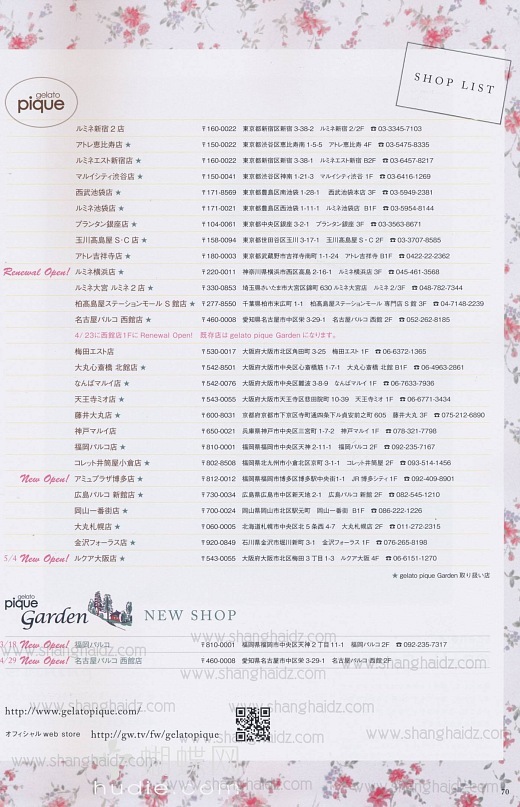 SHOP LIST
gelato
pique
ルミネ新宿 2 店 〒160-0022 東京都新宿区新宿 3-38-2 ルミネ新宿 2/2F ☎ 03-3345-7103
アトレ恵比寿店 ★ 〒150-0022 東京都渋谷区恵比寿南 1-5-5 アトレ恵比寿 4F ☎ 03-5475-8335
ルミネエスト新宿店 ★ 〒160-0022 東京都新宿区新宿 3-38-1 ルミネエスト新宿 B2F ☎ 03-6457-8217
マルイシティ渋谷店 ★ 〒150-0041 東京都渋谷区神南 1-21-3 マルイシティ渋谷 1F ☎ 03-6416-1269
西武池袋店 ★ 〒171-8569 東京都豊島区南池袋 1-28-1 西武池袋本店 3F ☎ 03-5949-2381
ルミネ池袋店 ★ 〒171-0021 東京都豊島区西池袋 1-11-1 ルミネ池袋店 B1F ☎ 03-5954-8144
プランタン銀座店 ★ 〒104-0061 東京都中央区銀座 3-2-1 プランタン銀座 3F ☎ 03-3563-8671
玉川髙島屋 S・C 店 ★ 〒158-0094 東京都世田谷区玉川 3-17-1 玉川髙島屋 S・C 2F ☎ 03-3707-8585
アトレ吉祥寺店 ★ 〒180-0003 東京都武蔵野市吉祥寺南町 1-1-24 アトレ吉祥寺 B1F ☎ 0422-22-2362
Renewal Open! ルミネ横浜店 ★ 〒220-0011 神奈川県横浜市西区高島 2-16-1 ルミネ横浜店 3F ☎ 045-461-3568
ルミネ大宮 ルミネ 2 店 ★ 〒330-0853 埼玉県さいたま市大宮区錦町 630 ルミネ大宮店 ルミネ 2/3F ☎ 048-782-7344
柏髙島屋ステーションモール S 館店 ★ 〒277-8550 千葉県柏市末広町 1-1 柏髙島屋ステーションモール 専門店 S 館 3F ☎ 04-7148-2239
名古屋パルコ 西館店 ★ 〒460-0008 愛知県名古屋市中区栄 3-29-1 名古屋パルコ 西館 2F ☎ 052-262-8185
4/ 23に西館店1Fに Renewal Open! 既存店は gelato pique Garden になります。
梅田エスト店 〒530-0017 大阪府大阪市北区角田町 3-25 梅田エスト 1F ☎ 06-6372-1365
大丸心斎橋 北館店 ★ 〒542-8501 大阪府大阪市中央区心斎橋筋 1-7-1 大丸心斎橋 北館 B1F ☎ 06-4963-2861
なんばマルイ店 ★ 〒542-0076 大阪府大阪市中央区難波 3-8-9 なんばマルイ 1F ☎ 06-7633-7936
天王寺ミオ店 ★ 〒543-0055 大阪府大阪市天王寺区悲田院町 10-39 天王寺ミオ 1F ☎ 06-6771-3434
藤井大丸店 ★ 〒600-8031 京都府京都市下京区寺町通四条下ル貞安前之町 605 藤井大丸 3F ☎ 075-212-6890
神戸マルイ店 〒650-0021 兵庫県神戸市中央区三宮町 1-7-2 神戸マルイ 1F ☎ 078-321-7798
福岡パルコ店 ★ 〒810-0001 福岡県福岡市中央区天神 2-11-1 福岡パルコ 2F ☎ 092-235-7167
コレット井筒屋小倉店 ★ 〒802-8508 福岡県北九州市小倉北区京町 3-1-1 コレット井筒屋 2F ☎ 093-514-1456
New Open! アミュプラザ博多店 ★ 〒812-0012 福岡県福岡市博多区博多駅中央街1-1 JR 博多シティ 1F ☎ 092-409-8901
広島パルコ 新館店 ★ 〒730-0034 広島県広島市中区新天地 2-1 広島パルコ 新館 2F ☎ 082-545-1210
岡山一番街店 ★ 〒700-0024 岡山県岡山市北区駅元町 岡山一番街 B1F ☎ 086-222-1226
大丸札幌店 ★ 〒060-0005 北海道札幌市中央区北 5 条西 4-7 大丸札幌店 2F ☎ 011-272-2315
金沢フォーラス店 ★ 〒920-0849 石川県金沢市堀川新町 3-1 金沢フォーラス 1F ☎ 076-265-8198
5/4 New Open! ルクア大阪店 ★ 〒543-0055 大阪府大阪市北区梅田 3 丁目 1-3 ルクア大阪 4F ☎ 06-6151-1270
★ gelato pique Garden 取り扱い店
gelato
pique
Garden NEW SHOP
www.shanghaidz.com
3/18 New Open! 福岡パルコ 〒810-0001 福岡県福岡市中央区天神 2 丁目 11-1 福岡パルコ 2F ☎ 092-235-7317
4/29 New Open! 名古屋パルコ 西館店 〒460-0008 愛知県名古屋市中区栄 3-29-1 名古屋パルコ 西館 2F
http://www.gelatopique.com/
オフィシャル web store http://gw.tv/fw/gelatopique
蝴蝶网
70